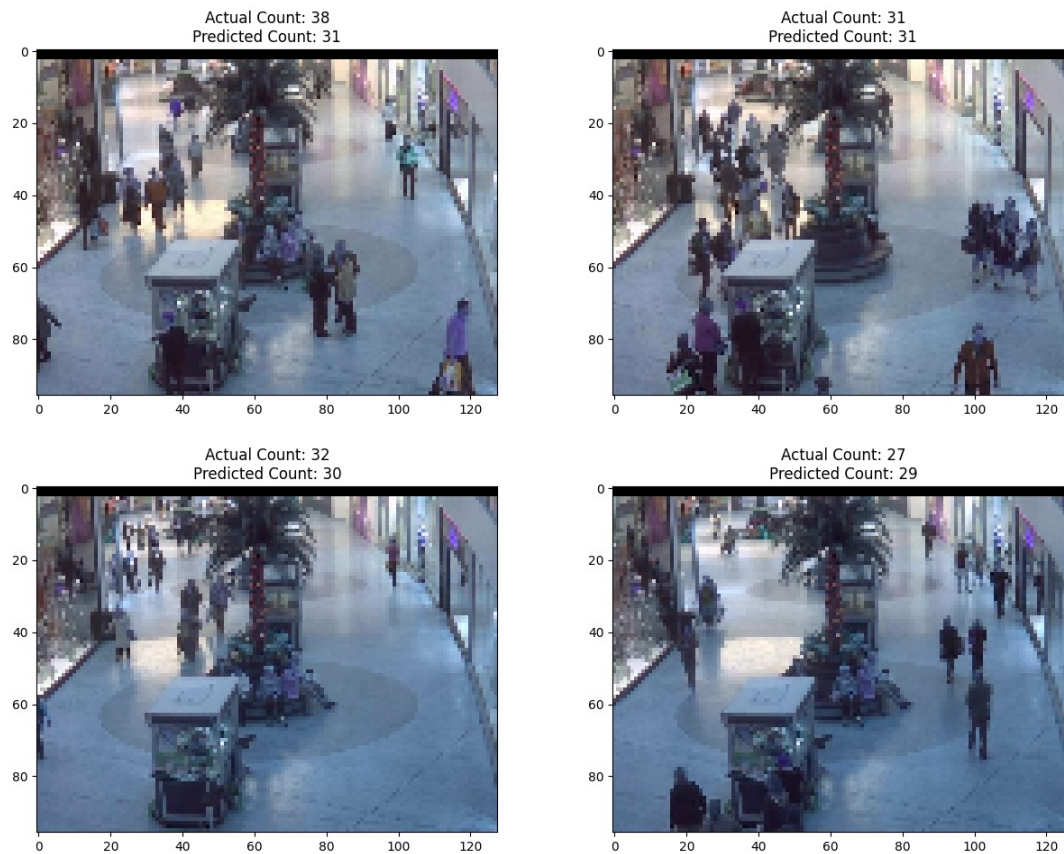 Actual Count: 38
Predicted Count: 31
0
20
40
60
80
0 20 40 60 80 100 120
Actual Count: 31
Predicted Count: 31
0
20
40
60
80
0 20 40 60 80 100 120
Actual Count: 32
Predicted Count: 30
0
20
40
60
80
0 20 40 60 80 100 120
Actual Count: 27
Predicted Count: 29
0
20
40
60
80
0 20 40 60 80 100 120